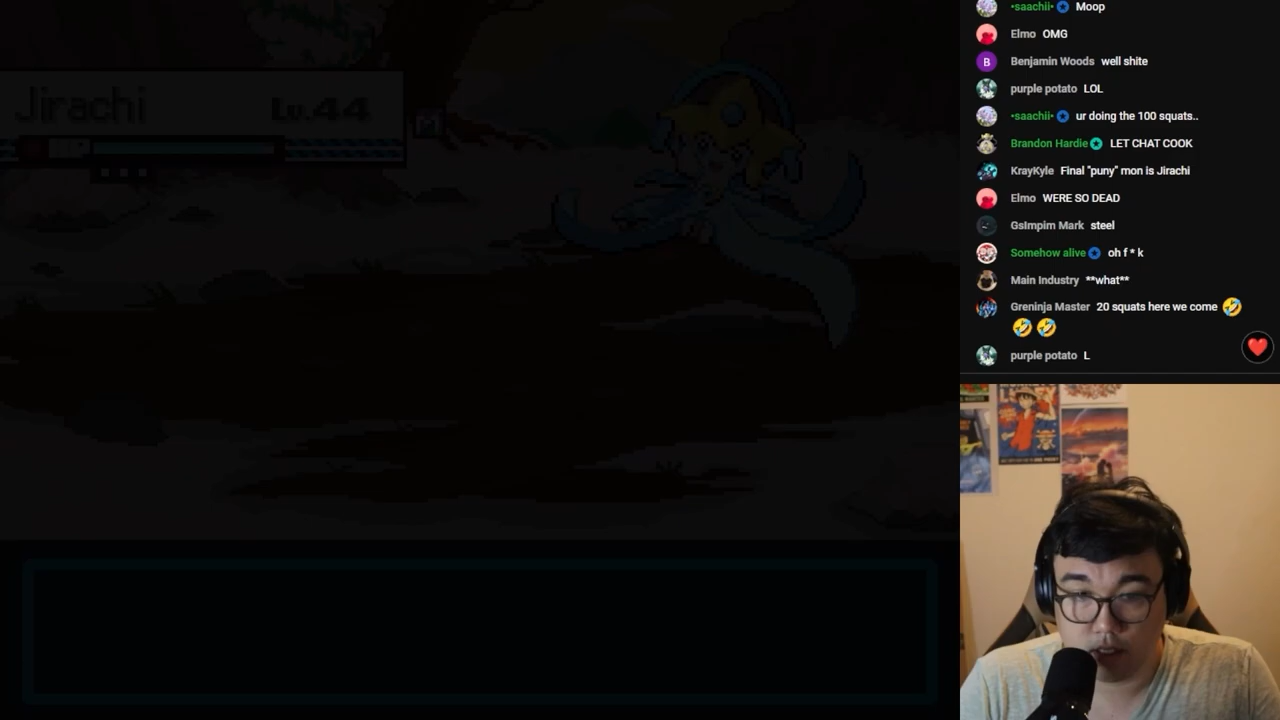 Jirachi Lv.44
•saachii• Moop
Elmo OMG
B Benjamin Woods well shite
purple potato LOL
•saachii• ur doing the 100 squats..
Brandon Hardie LET CHAT COOK
KrayKyle Final "puny" mon is Jirachi
Elmo WERE SO DEAD
GsImpim Mark steel
Somehow alive oh f * k
Main Industry **what**
Greninja Master 20 squats here we come 🤣
🤣 🤣
purple potato L